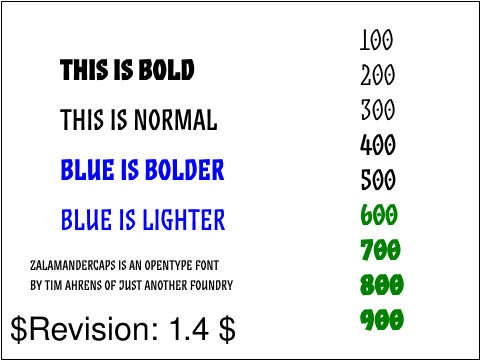 THIS IS BOLD
THIS IS NORMAL
BLUE IS BOLDER
BLUE IS LIGHTER
ZALAMANDERCAPS IS AN OPENTYPE FONT
BY TIM AHRENS OF JUST ANOTHER FOUNDRY
$Revision: 1.4 $
100
200
300
400
500
600
700
800
900